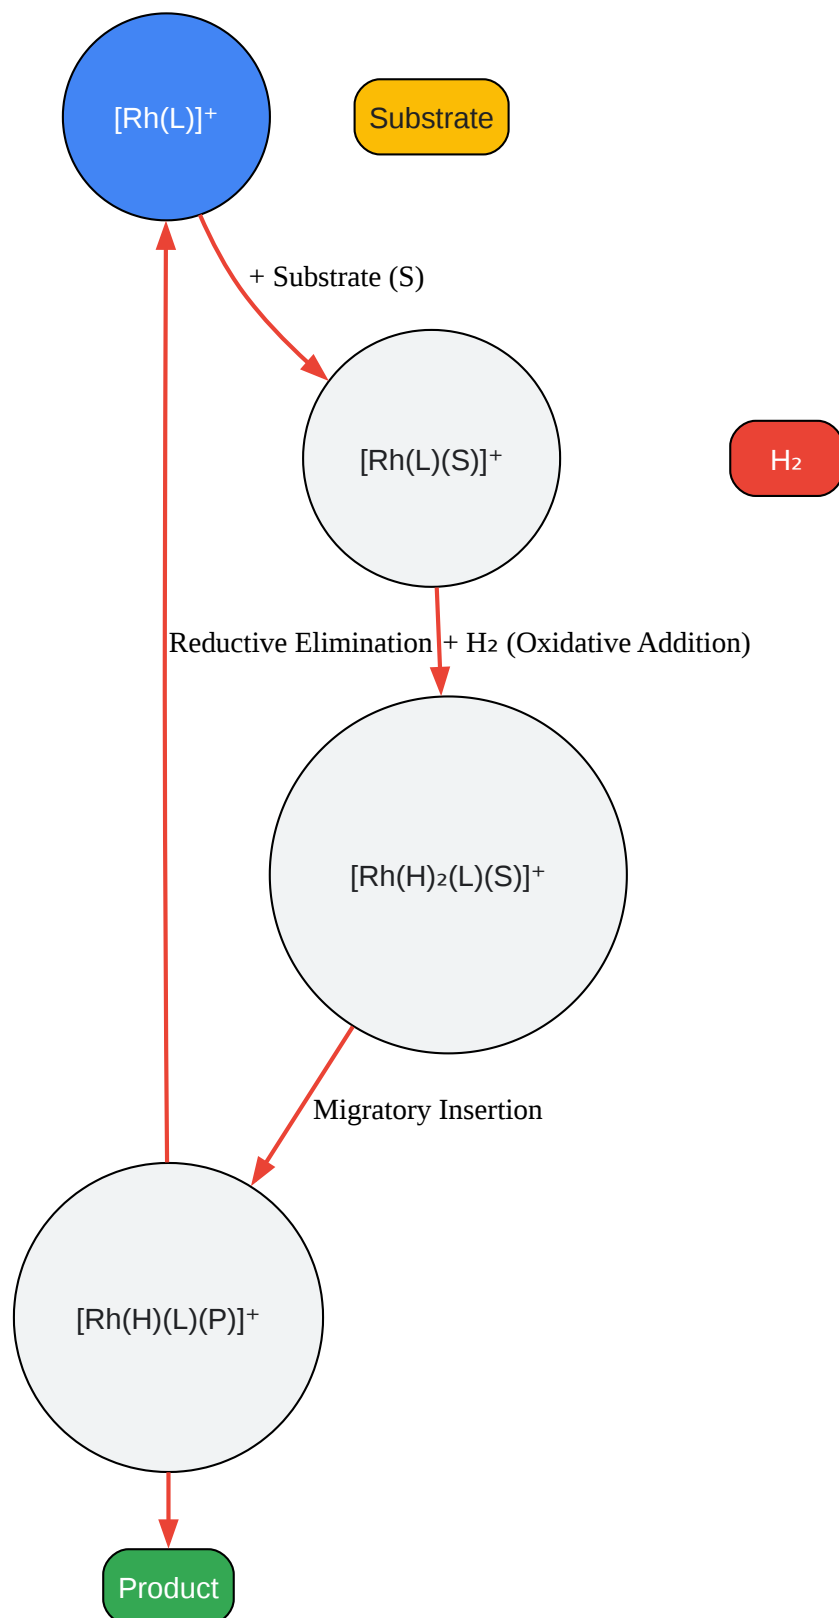 [Rh(L)]⁺
Substrate
+ Substrate (S)
[Rh(L)(S)]⁺
H₂
Reductive Elimination
+ H₂ (Oxidative Addition)
[Rh(H)₂(L)(S)]⁺
Migratory Insertion
[Rh(H)(L)(P)]⁺
Product